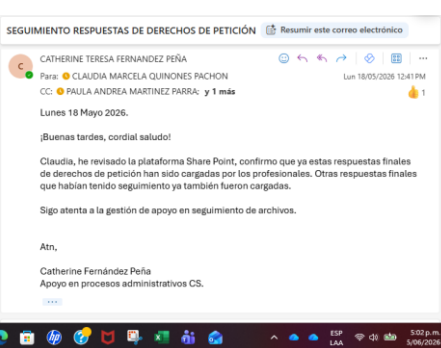 SEGUIMIENTO RESPUESTAS DE DERECHOS DE PETICIÓN Resumir este correo electrónico
C CATHERINE TERESA FERNANDEZ PEÑA
Para: CLAUDIA MARCELA QUINONES PACHON Lun 18/05/2026 12:41 PM
CC: PAULA ANDREA MARTINEZ PARRA; y 1 más 1
Lunes 18 Mayo 2026.
¡Buenas tardes, cordial saludo!
Claudia, he revisado la plataforma Share Point, confirmo que ya estas respuestas finales
de derechos de petición han sido cargadas por los profesionales. Otras respuestas finales
que habían tenido seguimiento ya también fueron cargadas.
Sigo atenta a la gestión de apoyo en seguimiento de archivos.
Atn,
Catherine Fernández Peña
Apoyo en procesos administrativos CS.
ESP 5:02 p.m.
LAA 5/06/2026